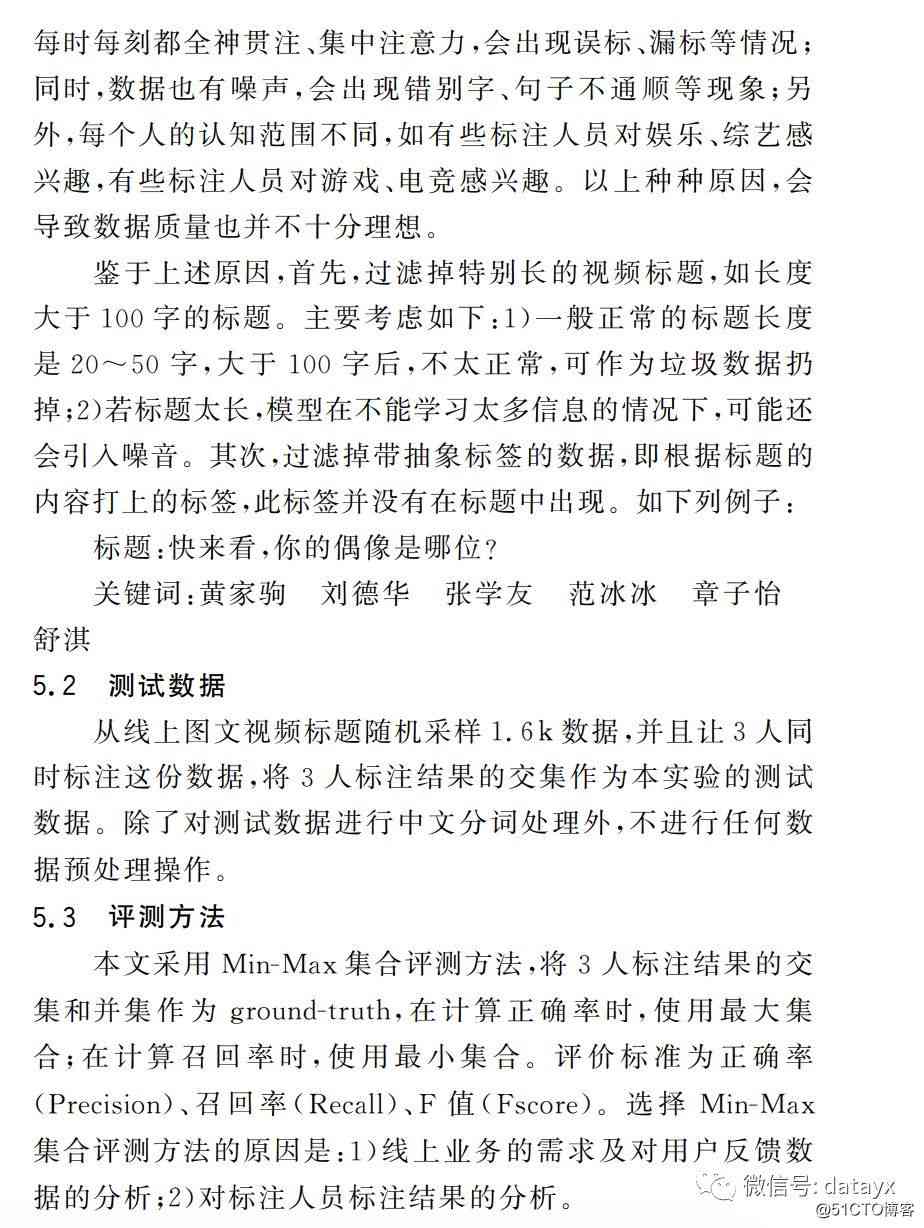 每时每刻都全神贯注、集中注意力,会出现误标、漏标等情况;
同时,数据也有噪声,会出现错别字、句子不通顺等现象;另
外,每个人的认知范围不同,如有些标注人员对娱乐、综艺感
兴趣,有些标注人员对游戏、电竞感兴趣。以上种种原因,会
导致数据质量也并不十分理想。
鉴于上述原因,首先,过滤掉特别长的视频标题,如长度
大于 100 字的标题。主要考虑如下:1)一般正常的标题长度
是 20～50 字,大于 100 字后,不太正常,可作为垃圾数据扔
掉;2)若标题太长,模型在不能学习太多信息的情况下,可能还
会引入噪音。其次,过滤掉带抽象标签的数据,即根据标题的
内容打上的标签,此标签并没有在标题中出现。如下列例子:
标题:快来看,你的偶像是哪位?
关键词:黄家驹 刘德华 张学友 范冰冰 章子怡
舒淇
5.2 测试数据
从线上图文视频标题随机采样 1.6k 数据,并且让 3 人同
时标注这份数据,将 3 人标注结果的交集作为本实验的测试
数据。除了对测试数据进行中文分词处理外,不进行任何数
据预处理操作。
5.3 评测方法
本文采用 Min-Max 集合评测方法,将 3 人标注结果的交
集和并集作为 ground-truth,在计算正确率时,使用最大集
合;在计算召回率时,使用最小集合。评价标准为正确率
(Precision)、召回率(Recall)、F 值(Fscore)。选择 Min-Max
集合评测方法的原因是:1)线上业务的需求及对用户反馈数
据的分析;2)对标注人员标注结果的分析。
微信号: datayx
@51CTO博客